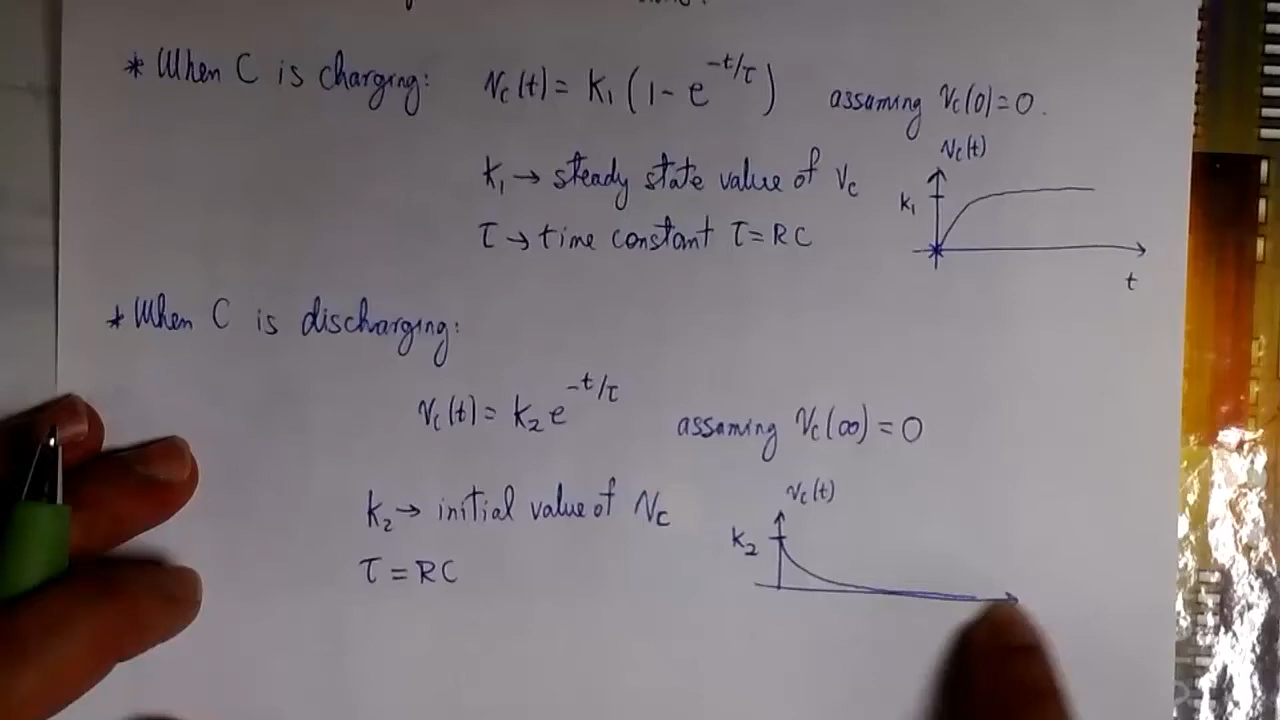 * When C is charging: Vc(t) = K₁(1 - e^(-t/τ)) assuming Vc(0) = 0.
K₁ → steady state value of Vc
τ → time constant τ = RC
Vc(t)
K₁
t
* When C is discharging:
Vc(t) = K₂ e^(-t/τ) assuming Vc(∞) = 0
K₂ → initial value of Vc
τ = RC
Vc(t)
K₂